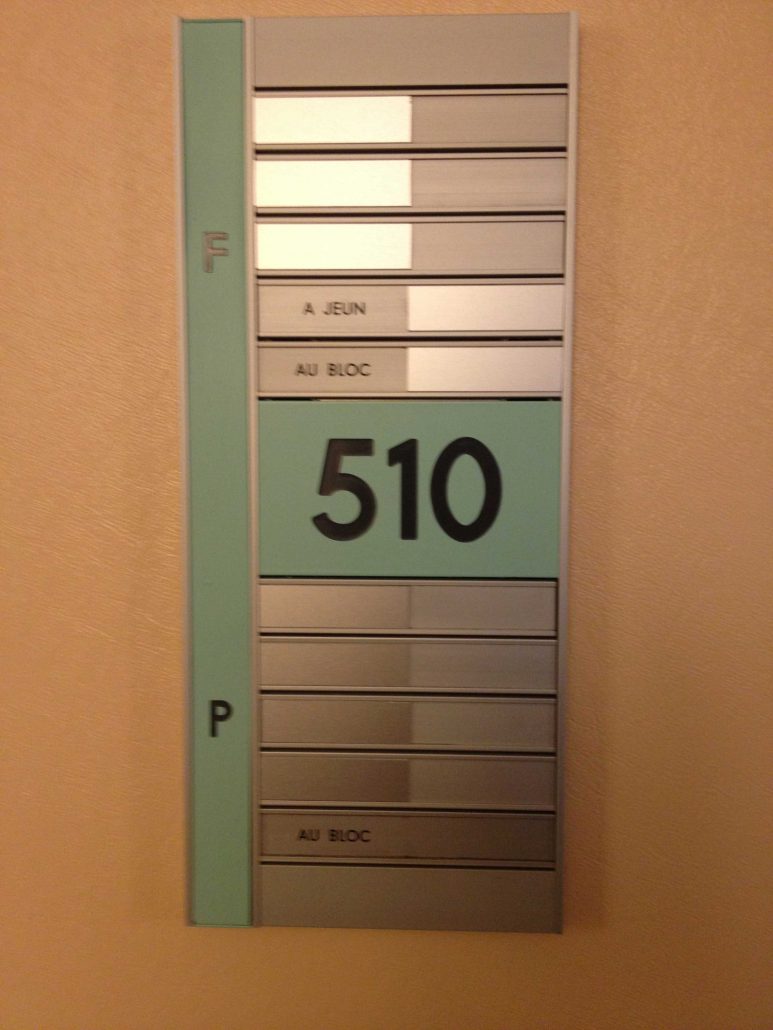 F
A JEUN
AU BLOC
510
P
AU BLOC